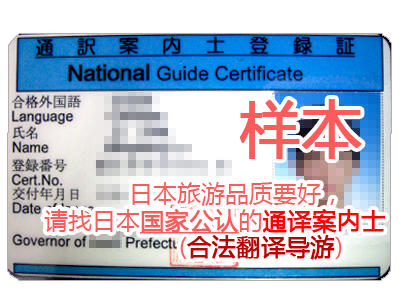 通訳案内士登録証
National Guide Certificate
合格外国語
Language
氏名
Name
登録番号
Cert.No.
交付年月日
Date of
Governor of Prefecture
样本
日本旅游品质要好，
请找日本国家公认的通译案内士
(合法翻译导游)